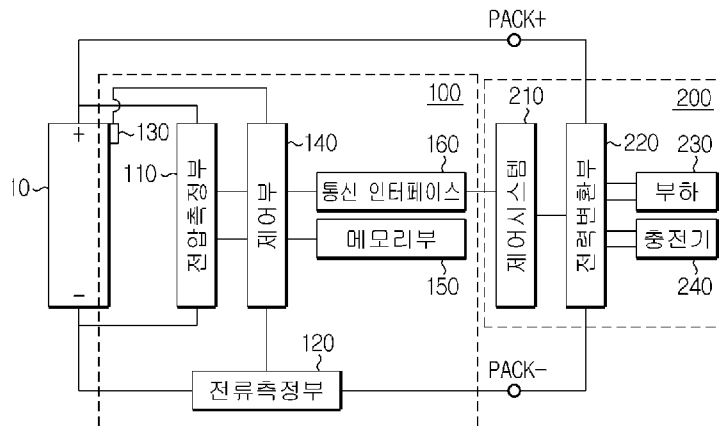 PACK+
100
210
200
+
130
140
160
220
230
10
110
전압측정부
제어부
통신 인터페이스
제어시스템
전력변환부
부하
메모리부
충전기
−
150
240
120
전류측정부
PACK−